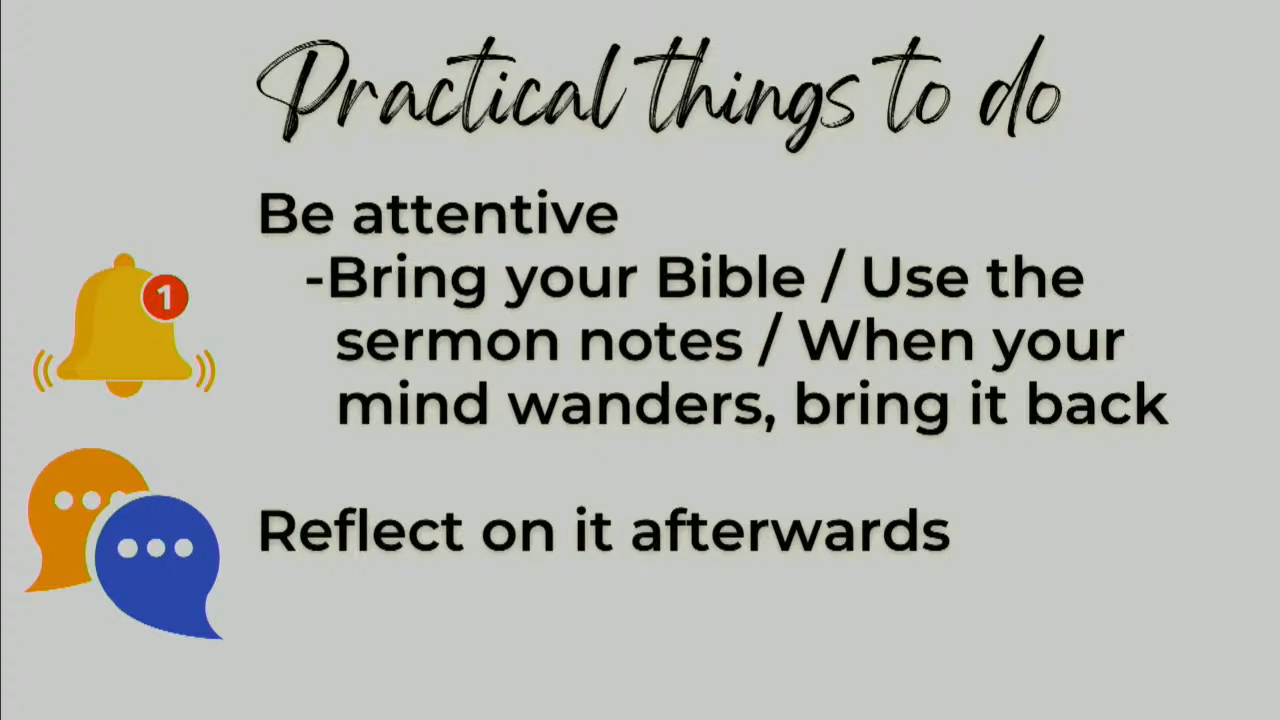 Practical things to do
Be attentive
-Bring your Bible / Use the
sermon notes / When your
mind wanders, bring it back
1
Reflect on it afterwards